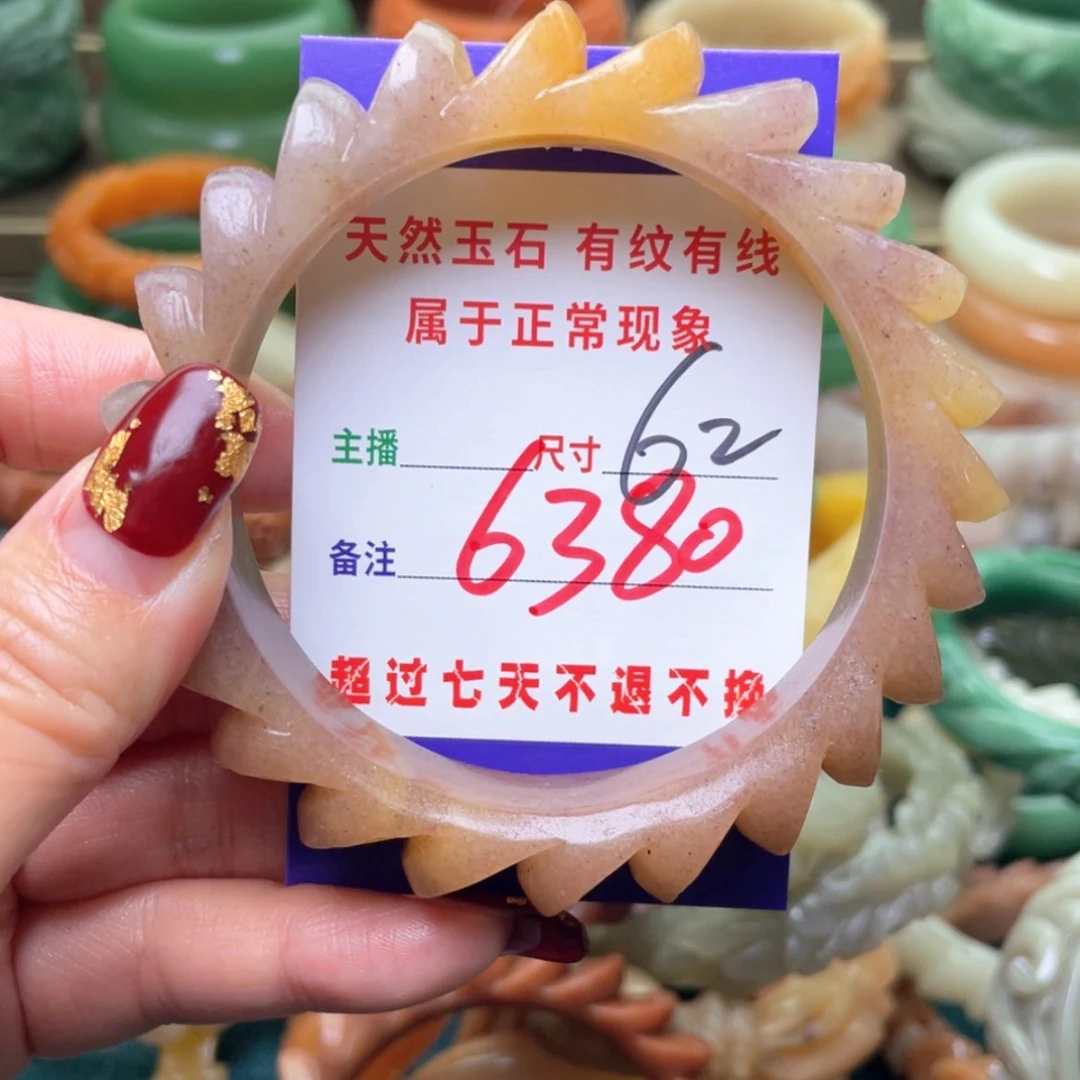 天然玉石 有纹有线
属于正常现象
主播 尺寸 62
备注 6380
超过七天不退不换